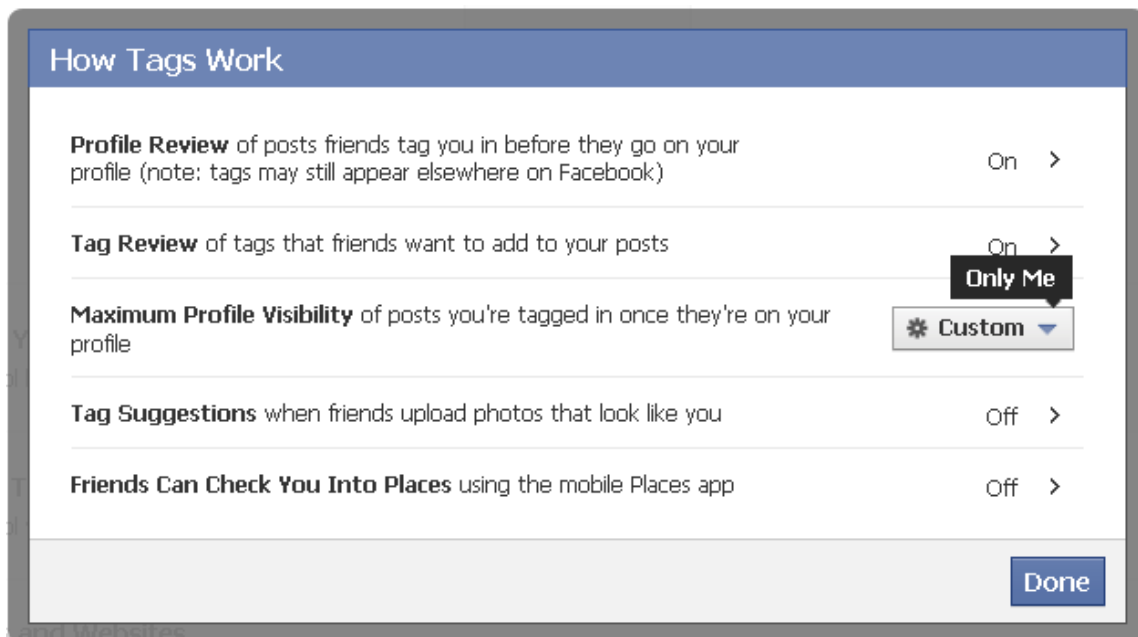 How Tags Work
Profile Review of posts friends tag you in before they go on your
profile (note: tags may still appear elsewhere on Facebook)
On
Tag Review of tags that friends want to add to your posts
On
Only Me
Maximum Profile Visibility of posts you're tagged in once they're on your
profile
Custom
Tag Suggestions when friends upload photos that look like you
Off
Friends Can Check You Into Places using the mobile Places app
Off
Done
and Websites